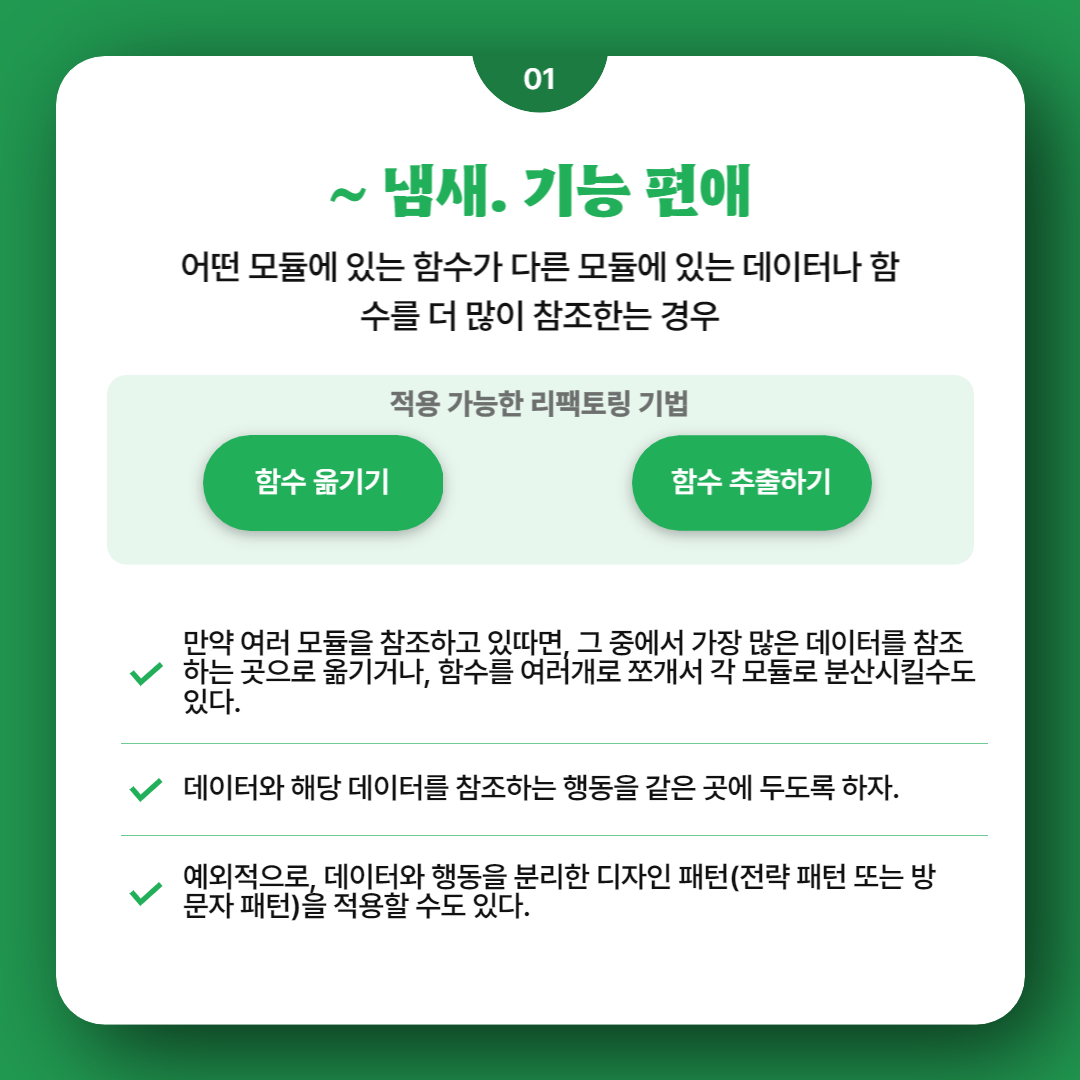 01
~ 냄새. 기능 편애
어떤 모듈에 있는 함수가 다른 모듈에 있는 데이터나 함
수를 더 많이 참조한는 경우
적용 가능한 리팩토링 기법
함수 옮기기
함수 추출하기
만약 여러 모듈을 참조하고 있따면, 그 중에서 가장 많은 데이터를 참조
하는 곳으로 옮기거나, 함수를 여러개로 쪼개서 각 모듈로 분산시킬수도
있다.
데이터와 해당 데이터를 참조하는 행동을 같은 곳에 두도록 하자.
예외적으로, 데이터와 행동을 분리한 디자인 패턴(전략 패턴 또는 방
문자 패턴)을 적용할 수도 있다.